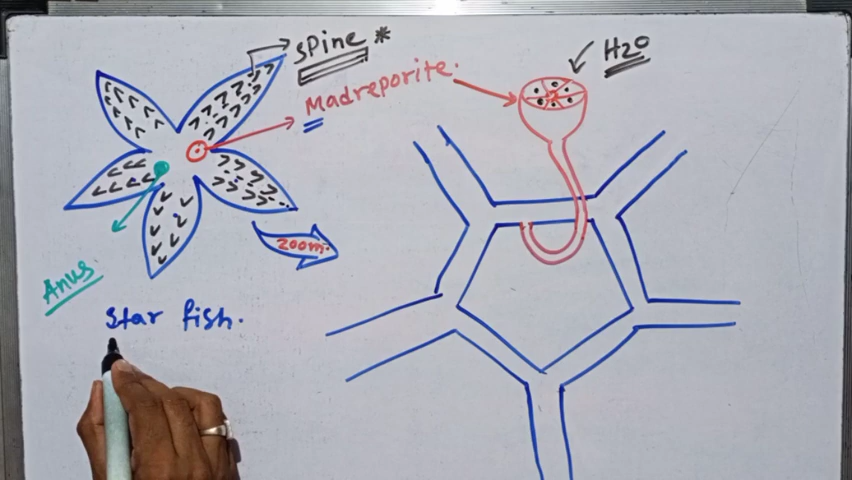 spine *
Madreporite.
H2O
zoom.
Anus
Star fish.